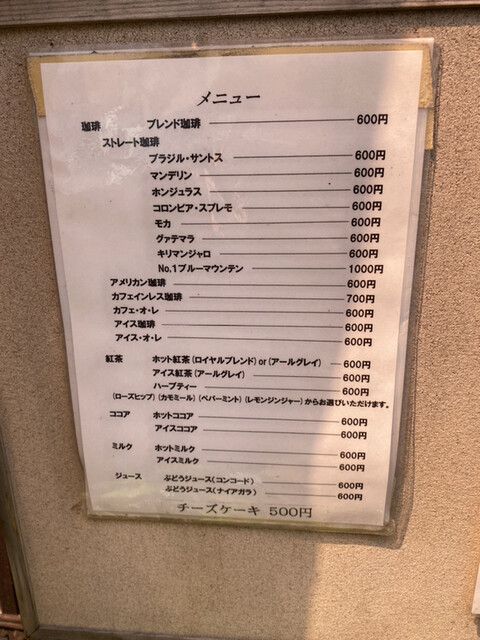 メニュー
珈琲 ブレンド珈琲 600円
ストレート珈琲
ブラジル・サントス 600円
マンデリン 600円
ホンジュラス 600円
コロンビア・スプレモ 600円
モカ 600円
グァテマラ 600円
キリマンジャロ 600円
No.1ブルーマウンテン 1000円
アメリカン珈琲 600円
カフェインレス珈琲 700円
カフェ・オ・レ 600円
アイス珈琲 600円
アイス・オ・レ 600円
紅茶 ホット紅茶(ロイヤルブレンド) or (アールグレイ) 600円
アイス紅茶(アールグレイ) 600円
ハーブティー 600円
(ローズヒップ) (カモミール) (ペパーミント) (レモンジンジャー) からお選びいただけます。
ココア ホットココア 600円
アイスココア 600円
ミルク ホットミルク 600円
アイスミルク 600円
ジュース ぶどうジュース(コンコード) 600円
ぶどうジュース(ナイアガラ) 600円
チーズケーキ 500円